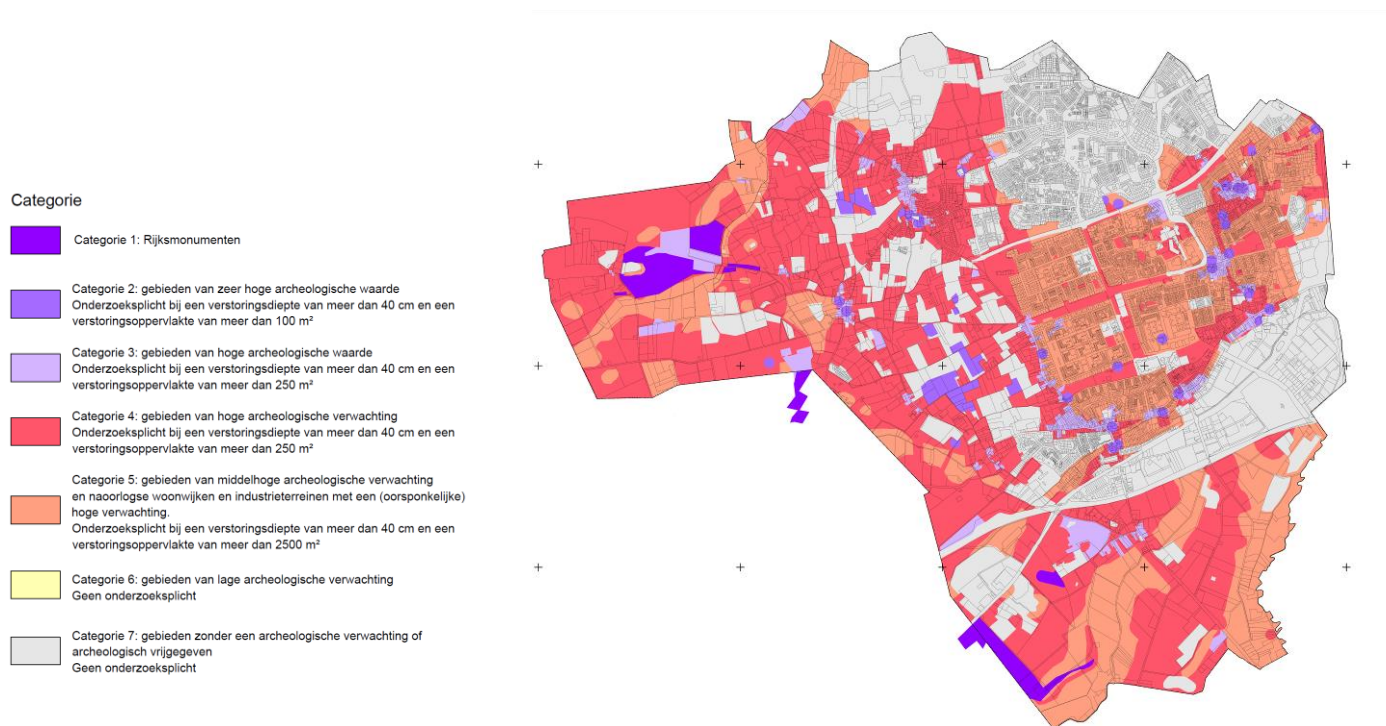 Categorie
Categorie 1: Rijksmonumenten
Categorie 2: gebieden van zeer hoge archeologische waarde
Onderzoeksplicht bij een verstoringsdiepte van meer dan 40 cm en een
verstoringsoppervlakte van meer dan 100 m²
Categorie 3: gebieden van hoge archeologische waarde
Onderzoeksplicht bij een verstoringsdiepte van meer dan 40 cm en een
verstoringsoppervlakte van meer dan 250 m²
Categorie 4: gebieden van hoge archeologische verwachting
Onderzoeksplicht bij een verstoringsdiepte van meer dan 40 cm en een
verstoringsoppervlakte van meer dan 250 m²
Categorie 5: gebieden van middelhoge archeologische verwachting
en naoorlogse woonwijken en industrieterreinen met een (oorsponkelijke)
hoge verwachting.
Onderzoeksplicht bij een verstoringsdiepte van meer dan 40 cm en een
verstoringsoppervlakte van meer dan 2500 m²
Categorie 6: gebieden van lage archeologische verwachting
Geen onderzoeksplicht
Categorie 7: gebieden zonder een archeologische verwachting of
archeologisch vrijgegeven
Geen onderzoeksplicht